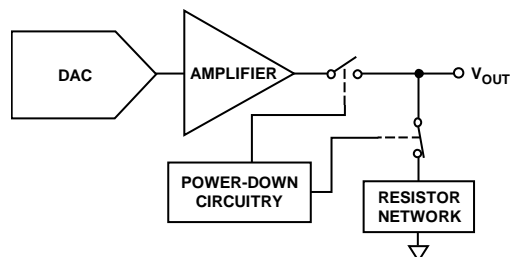 DAC
AMPLIFIER
VOUT
POWER-DOWN
CIRCUITRY
RESISTOR
NETWORK